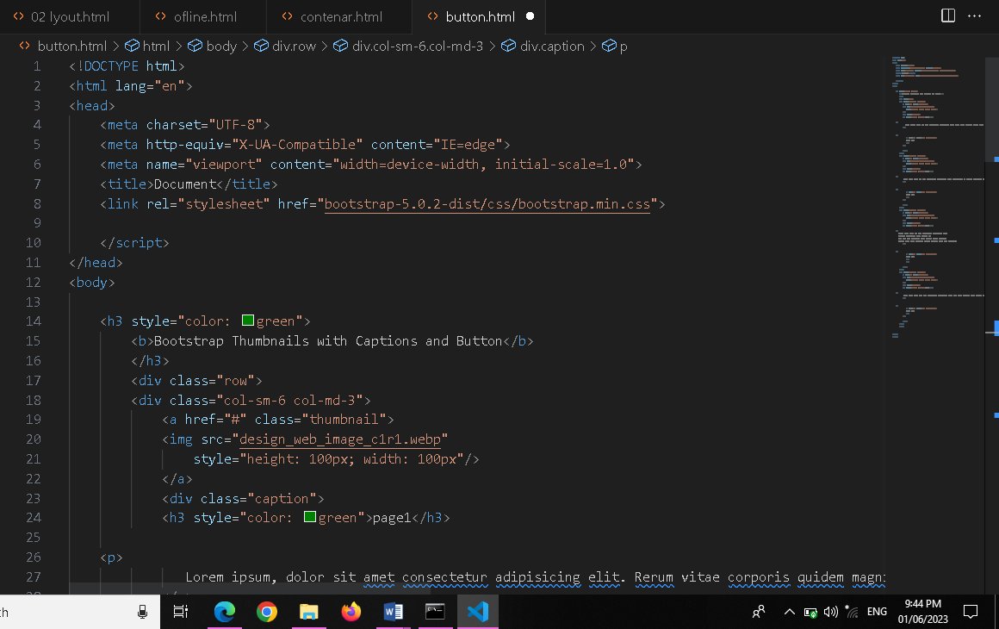 02 lyout.html
ofline.html
contenar.html
button.html
button.html > html > body > div.row > div.col-sm-6.col-md-3 > div.caption > p
1 <!DOCTYPE html>
2 <html lang="en">
3 <head>
4 <meta charset="UTF-8">
5 <meta http-equiv="X-UA-Compatible" content="IE=edge">
6 <meta name="viewport" content="width=device-width, initial-scale=1.0">
7 <title>Document</title>
8 <link rel="stylesheet" href="bootstrap-5.0.2-dist/css/bootstrap.min.css">
9
10 </script>
11 </head>
12 <body>
13
14 <h3 style="color: green">
15 <b>Bootstrap Thumbnails with Captions and Button</b>
16 </h3>
17 <div class="row">
18 <div class="col-sm-6 col-md-3">
19 <a href="#" class="thumbnail">
20 <img src="design_web_image_c1r1.webp"
21 style="height: 100px; width: 100px"/>
22 </a>
23 <div class="caption">
24 <h3 style="color: green">page1</h3>
25
26 <p>
27 Lorem ipsum, dolor sit amet consectetur adipisicing elit. Rerum vitae corporis quidem magni
ENG
9:44 PM
01/06/2023